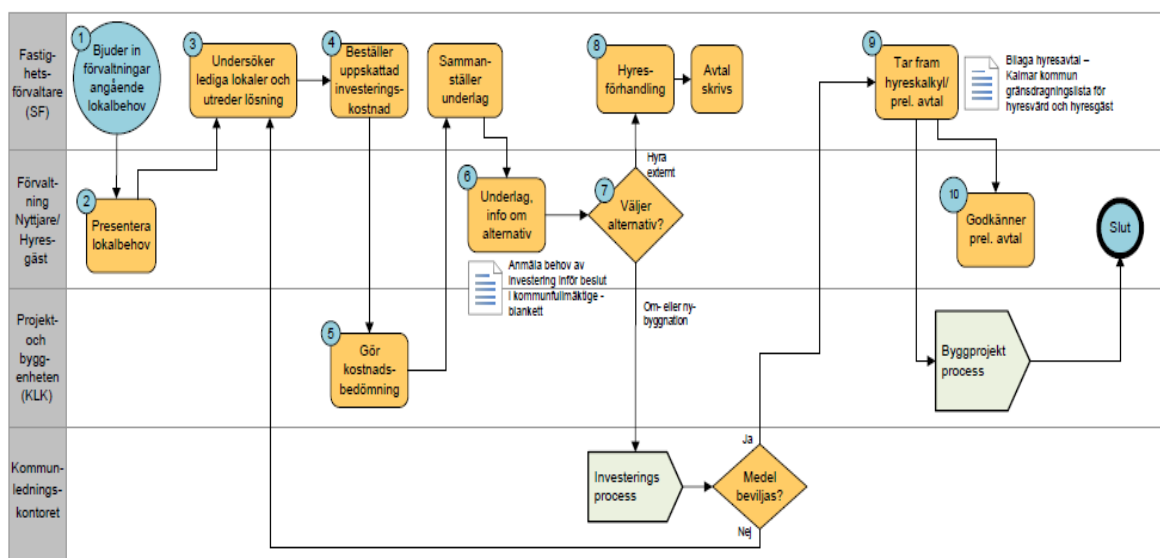 Fastig-
hets-
förvaltare
(SF)
1
Bjuder in
förvaltningar
angående
lokalbehov
3
Undersöker
lediga lokaler och
utreder lösning
4
Beställer
uppskattad
investerings-
kostnad
Samman-
ställer
underlag
8
Hyres-
förhandling
Avtal
skrivs
9
Tar fram
hyreskalkyl/
prel. avtal
Bilaga hyresavtal –
Kalmar kommun
gränsdragningslista för
hyresvärd och hyresgäst
Förvalt-
ning
Nyttjare/
Hyres-
gäst
2
Presentera
lokalbehov
6
Underlag,
info om
alternativ
7
Väljer
alternativ?
Hyra
externt
10
Godkänner
prel. avtal
Slut
Anmäla behov av
investering inför beslut
i kommunfullmäktige -
blankett
Projekt-
och
bygg-
enheten
(KLK)
5
Gör
kostnads-
bedömning
Om- eller ny-
byggnation
Byggprojekt
process
Kommun-
lednings-
kontoret
Investerings
process
Medel
beviljas?
Ja
Nej